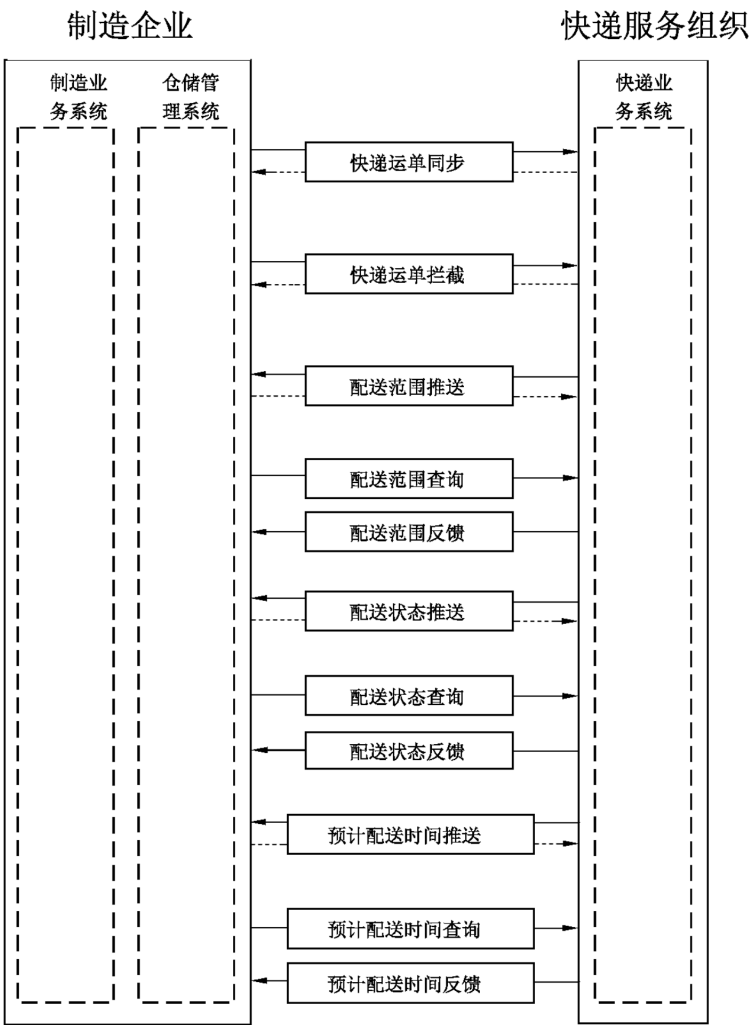 制造企业
快递服务组织
制造业
务系统
仓储管
理系统
快递业
务系统
快递运单同步
快递运单拦截
配送范围推送
配送范围查询
配送范围反馈
配送状态推送
配送状态查询
配送状态反馈
预计配送时间推送
预计配送时间查询
预计配送时间反馈